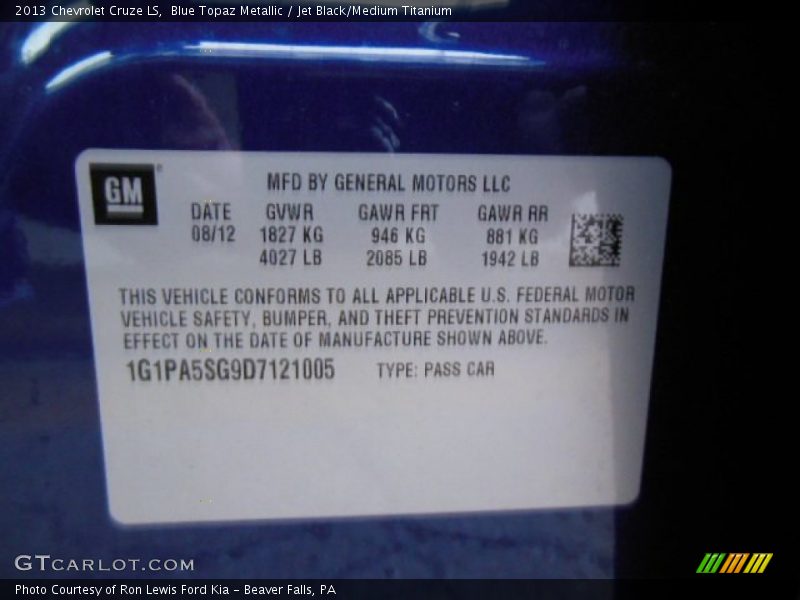 2013 Chevrolet Cruze LS,  Blue Topaz Metallic / Jet Black/Medium Titanium
GM ®
MFD BY GENERAL MOTORS LLC
DATE GVWR GAWR FRT GAWR RR
08/12 1827 KG 946 KG 881 KG
4027 LB 2085 LB 1942 LB
THIS VEHICLE CONFORMS TO ALL APPLICABLE U.S. FEDERAL MOTOR
VEHICLE SAFETY, BUMPER, AND THEFT PREVENTION STANDARDS IN
EFFECT ON THE DATE OF MANUFACTURE SHOWN ABOVE.
1G1PA5SG9D7121005 TYPE: PASS CAR
GTCARLOT.COM
Photo Courtesy of Ron Lewis Ford Kia - Beaver Falls, PA